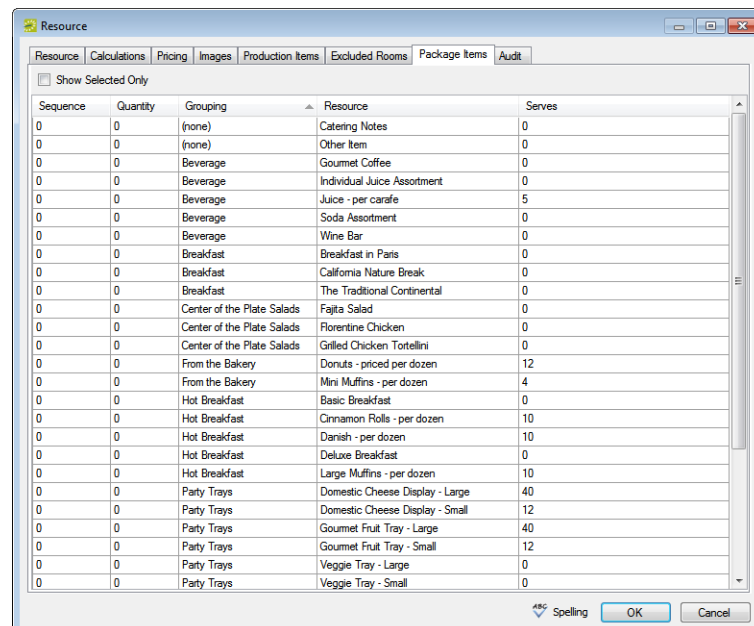 Resource
Resource Calculations Pricing Images Production Items Excluded Rooms Package Items Audit
Show Selected Only
Sequence Quantity Grouping Resource Serves
0 0 (none) Catering Notes 0
0 0 (none) Other Item 0
0 0 Beverage Gourmet Coffee 0
0 0 Beverage Individual Juice Assortment 0
0 0 Beverage Juice - per carafe 5
0 0 Beverage Soda Assortment 0
0 0 Beverage Wine Bar 0
0 0 Breakfast Breakfast in Paris 0
0 0 Breakfast California Nature Break 0
0 0 Breakfast The Traditional Continental 0
0 0 Center of the Plate Salads Fajita Salad 0
0 0 Center of the Plate Salads Florentine Chicken 0
0 0 Center of the Plate Salads Grilled Chicken Tortellini 0
0 0 From the Bakery Donuts - priced per dozen 12
0 0 From the Bakery Mini Muffins - per dozen 4
0 0 Hot Breakfast Basic Breakfast 0
0 0 Hot Breakfast Cinnamon Rolls - per dozen 10
0 0 Hot Breakfast Danish - per dozen 10
0 0 Hot Breakfast Deluxe Breakfast 0
0 0 Hot Breakfast Large Muffins - per dozen 10
0 0 Party Trays Domestic Cheese Display - Large 40
0 0 Party Trays Domestic Cheese Display - Small 12
0 0 Party Trays Gourmet Fruit Tray - Large 40
0 0 Party Trays Gourmet Fruit Tray - Small 12
0 0 Party Trays Veggie Tray - Large 0
0 0 Party Trays Veggie Tray - Small 0
ABC Spelling OK Cancel